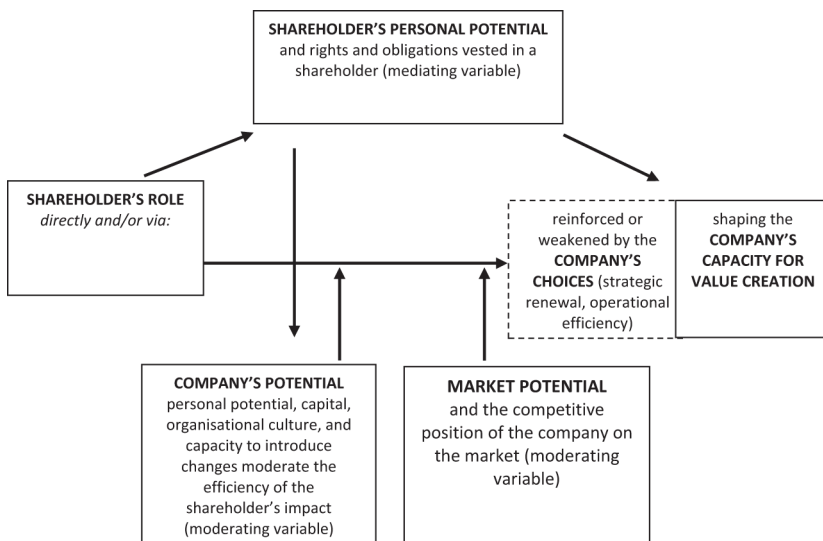 SHAREHOLDER'S PERSONAL POTENTIAL
and rights and obligations vested in a
shareholder (mediating variable)
SHAREHOLDER'S ROLE
directly and/or via:
reinforced or
weakened by the
COMPANY'S
CHOICES (strategic
renewal, operational
efficiency)
shaping the
COMPANY'S
CAPACITY FOR
VALUE CREATION
COMPANY'S POTENTIAL
personal potential, capital,
organisational culture, and
capacity to introduce
changes moderate the
efficiency of the
shareholder's impact
(moderating variable)
MARKET POTENTIAL
and the competitive
position of the company on
the market (moderating
variable)